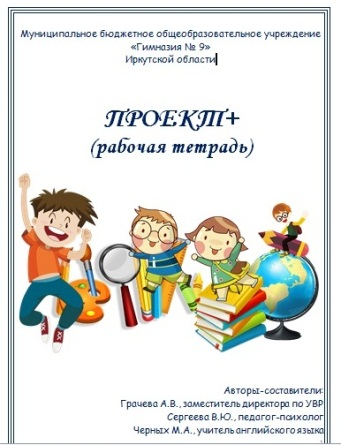 Муниципальное бюджетное общеобразовательное учреждение
«Гимназия № 9»
Иркутской области
ПРОЕКТ+
(рабочая тетрадь)
Авторы-составители:
Грачева А.В., заместитель директора по УВР
Сергеева В.Ю., педагог-психолог
Черных М.А., учитель английского языка